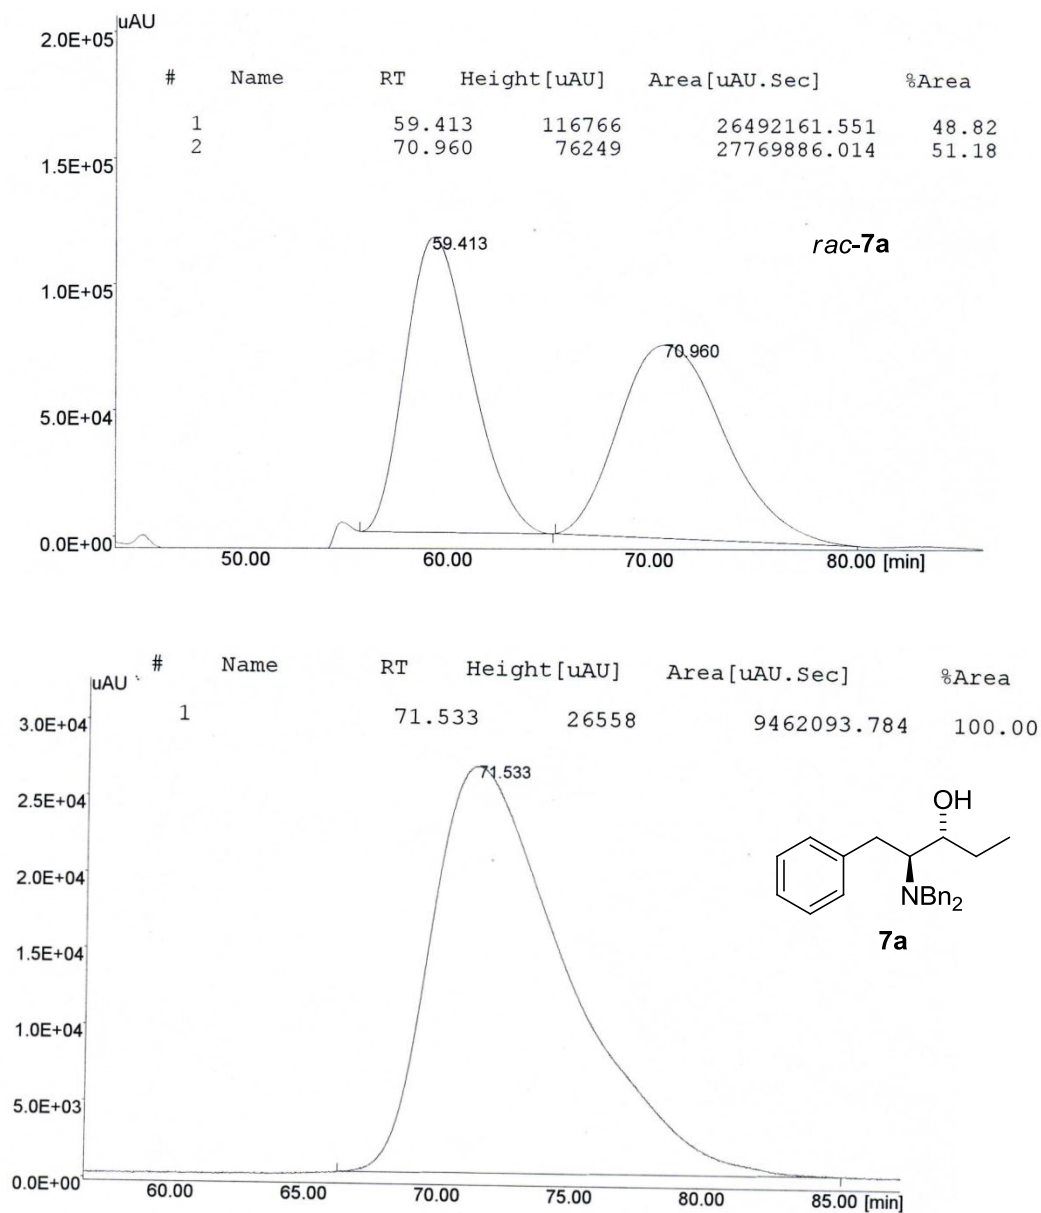 uAU
2.0E+05
# Name RT Height[uAU] Area[uAU.Sec] %Area
1 59.413 116766 26492161.551 48.82
2 70.960 76249 27769886.014 51.18
1.5E+05
59.413
rac-7a
1.0E+05
70.960
5.0E+04
0.0E+00
50.00 60.00 70.00 80.00 [min]
# Name RT Height[uAU] Area[uAU.Sec] %Area
uAU
1 71.533 26558 9462093.784 100.00
3.0E+04
71.533
2.5E+04
OH
2.0E+04
NBn2
7a
1.5E+04
1.0E+04
5.0E+03
0.0E+00
60.00 65.00 70.00 75.00 80.00 85.00 [min]